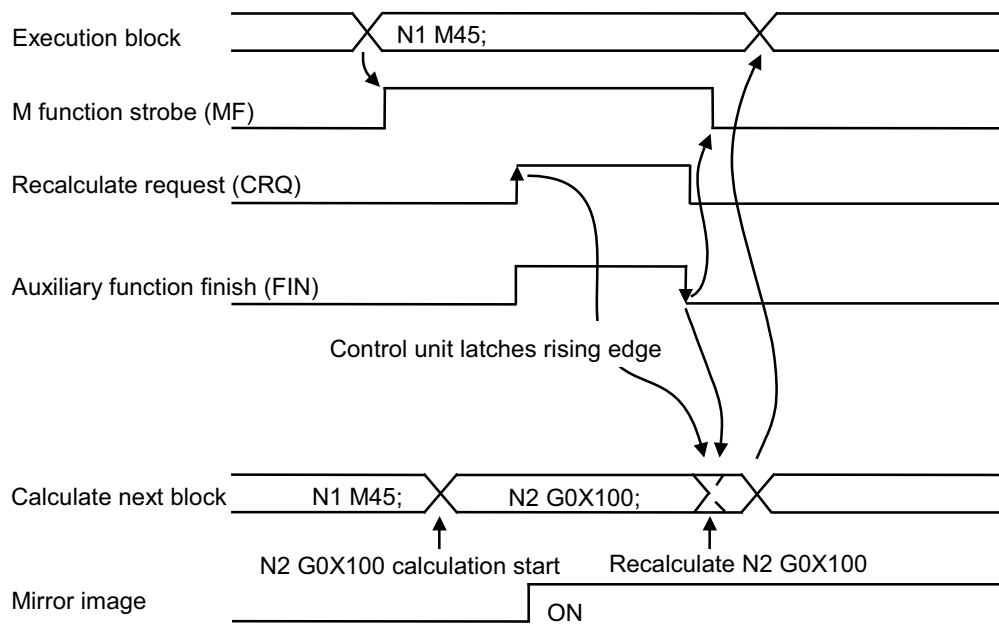 Execution block
N1 M45;
M function strobe (MF)
Recalculate request (CRQ)
Auxiliary function finish (FIN)
Control unit latches rising edge
Calculate next block
N1 M45;
N2 G0X100;
N2 G0X100 calculation start
Recalculate N2 G0X100
Mirror image
ON